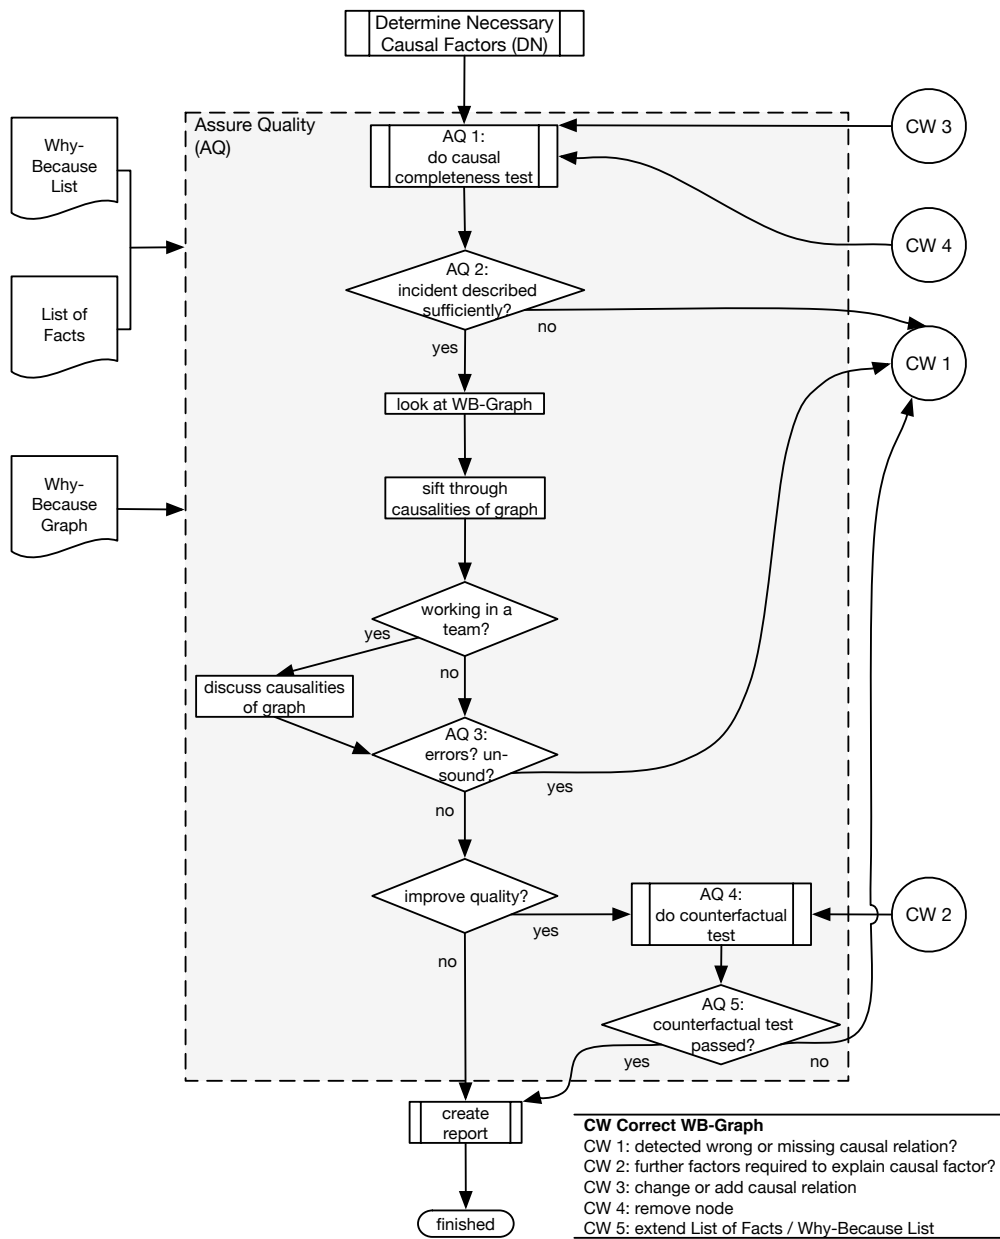 Determine Necessary
Causal Factors (DN)
Assure Quality
(AQ)
AQ 1:
do causal
completeness test
CW 3
Why-
Because
List
CW 4
AQ 2:
incident described
sufficiently?
no
yes
List of
Facts
CW 1
look at WB-Graph
Why-
Because
Graph
sift through
causalities of graph
working in a
team?
yes
no
discuss causalities
of graph
AQ 3:
errors? un-
sound?
yes
no
improve quality?
yes
no
AQ 4:
do counterfactual
test
CW 2
AQ 5:
counterfactual test
passed?
yes
no
create
report
finished
CW Correct WB-Graph
CW 1: detected wrong or missing causal relation?
CW 2: further factors required to explain causal factor?
CW 3: change or add causal relation
CW 4: remove node
CW 5: extend List of Facts / Why-Because List